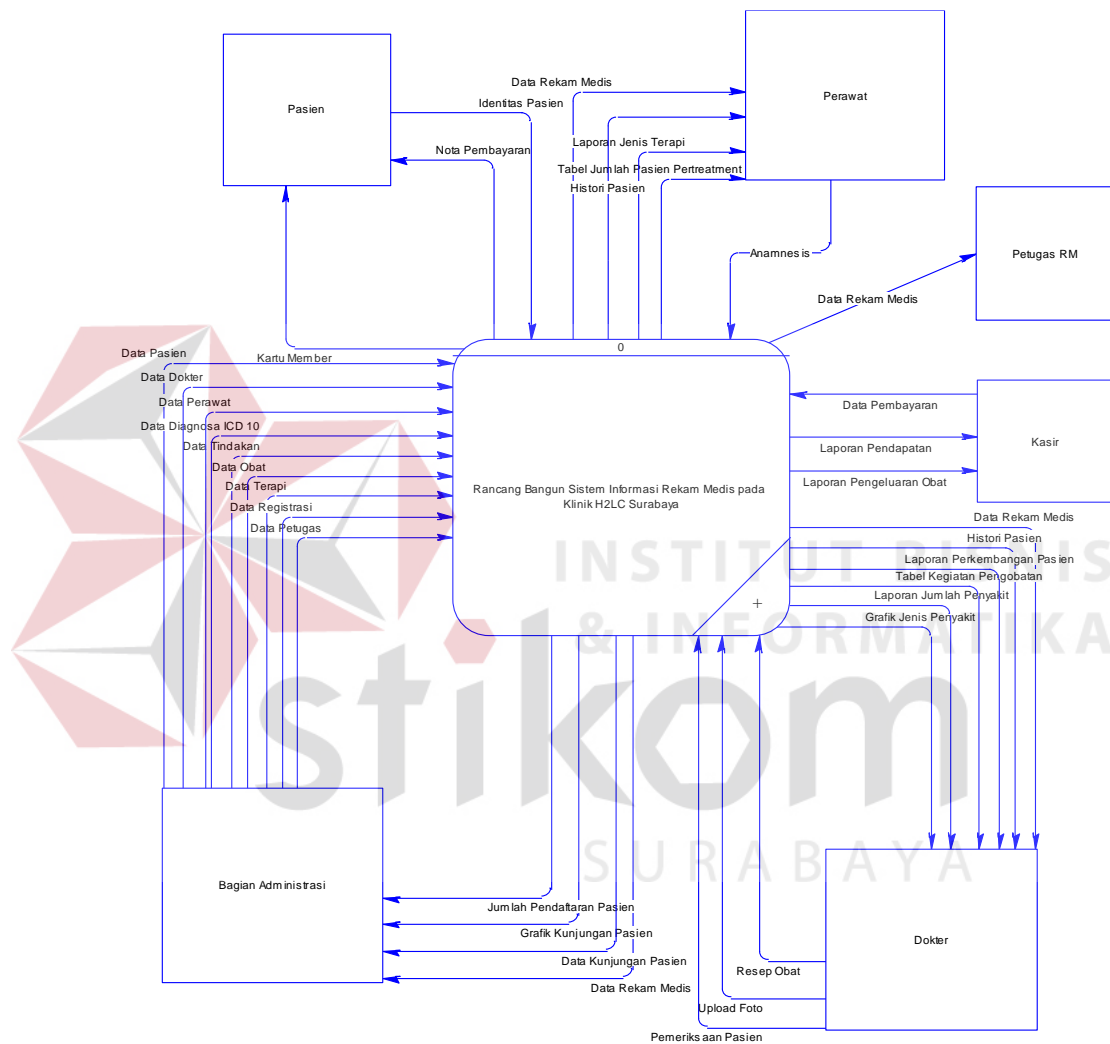 Pasien
Identitas Pasien
Nota Pembayaran
Data Rekam Medis
Laporan Jenis Terapi
Tabel Jumlah Pasien Pertreatment
Histori Pasien
Perawat
Anamnesis
Petugas RM
Data Rekam Medis
0
Data Pasien
Kartu Member
Data Dokter
Data Perawat
Data Diagnosa ICD 10
Data Tindakan
Data Obat
Data Terapi
Data Registrasi
Data Petugas
Rancang Bangun Sistem Informasi Rekam Medis pada
Klinik H2LC Surabaya
+
Data Pembayaran
Kasir
Laporan Pendapatan
Laporan Pengeluaran Obat
Data Rekam Medis
Histori Pasien
Laporan Perkembangan Pasien
Tabel Kegiatan Pengobatan
Laporan Jumlah Penyakit
Grafik Jenis Penyakit
INSTITUT BISNIS
& INFORMATIKA
stikom
SURABAYA
Bagian Administrasi
Jumlah Pendaftaran Pasien
Grafik Kunjungan Pasien
Data Kunjungan Pasien
Data Rekam Medis
Dokter
Resep Obat
Upload Foto
Pemeriksaan Pasien